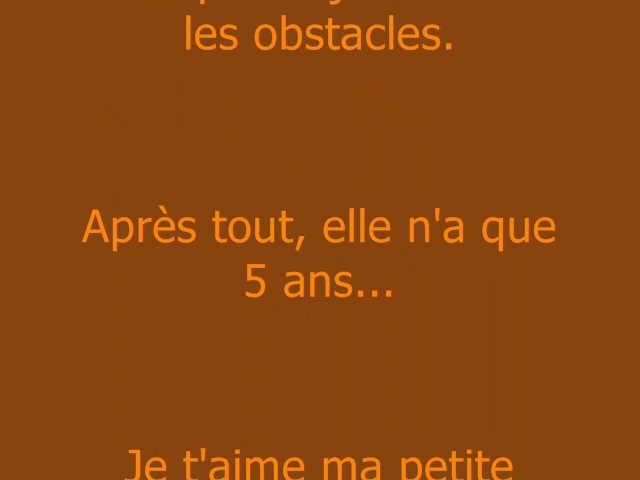 les obstacles.
Après tout, elle n'a que
5 ans...
Je t'aime ma petite